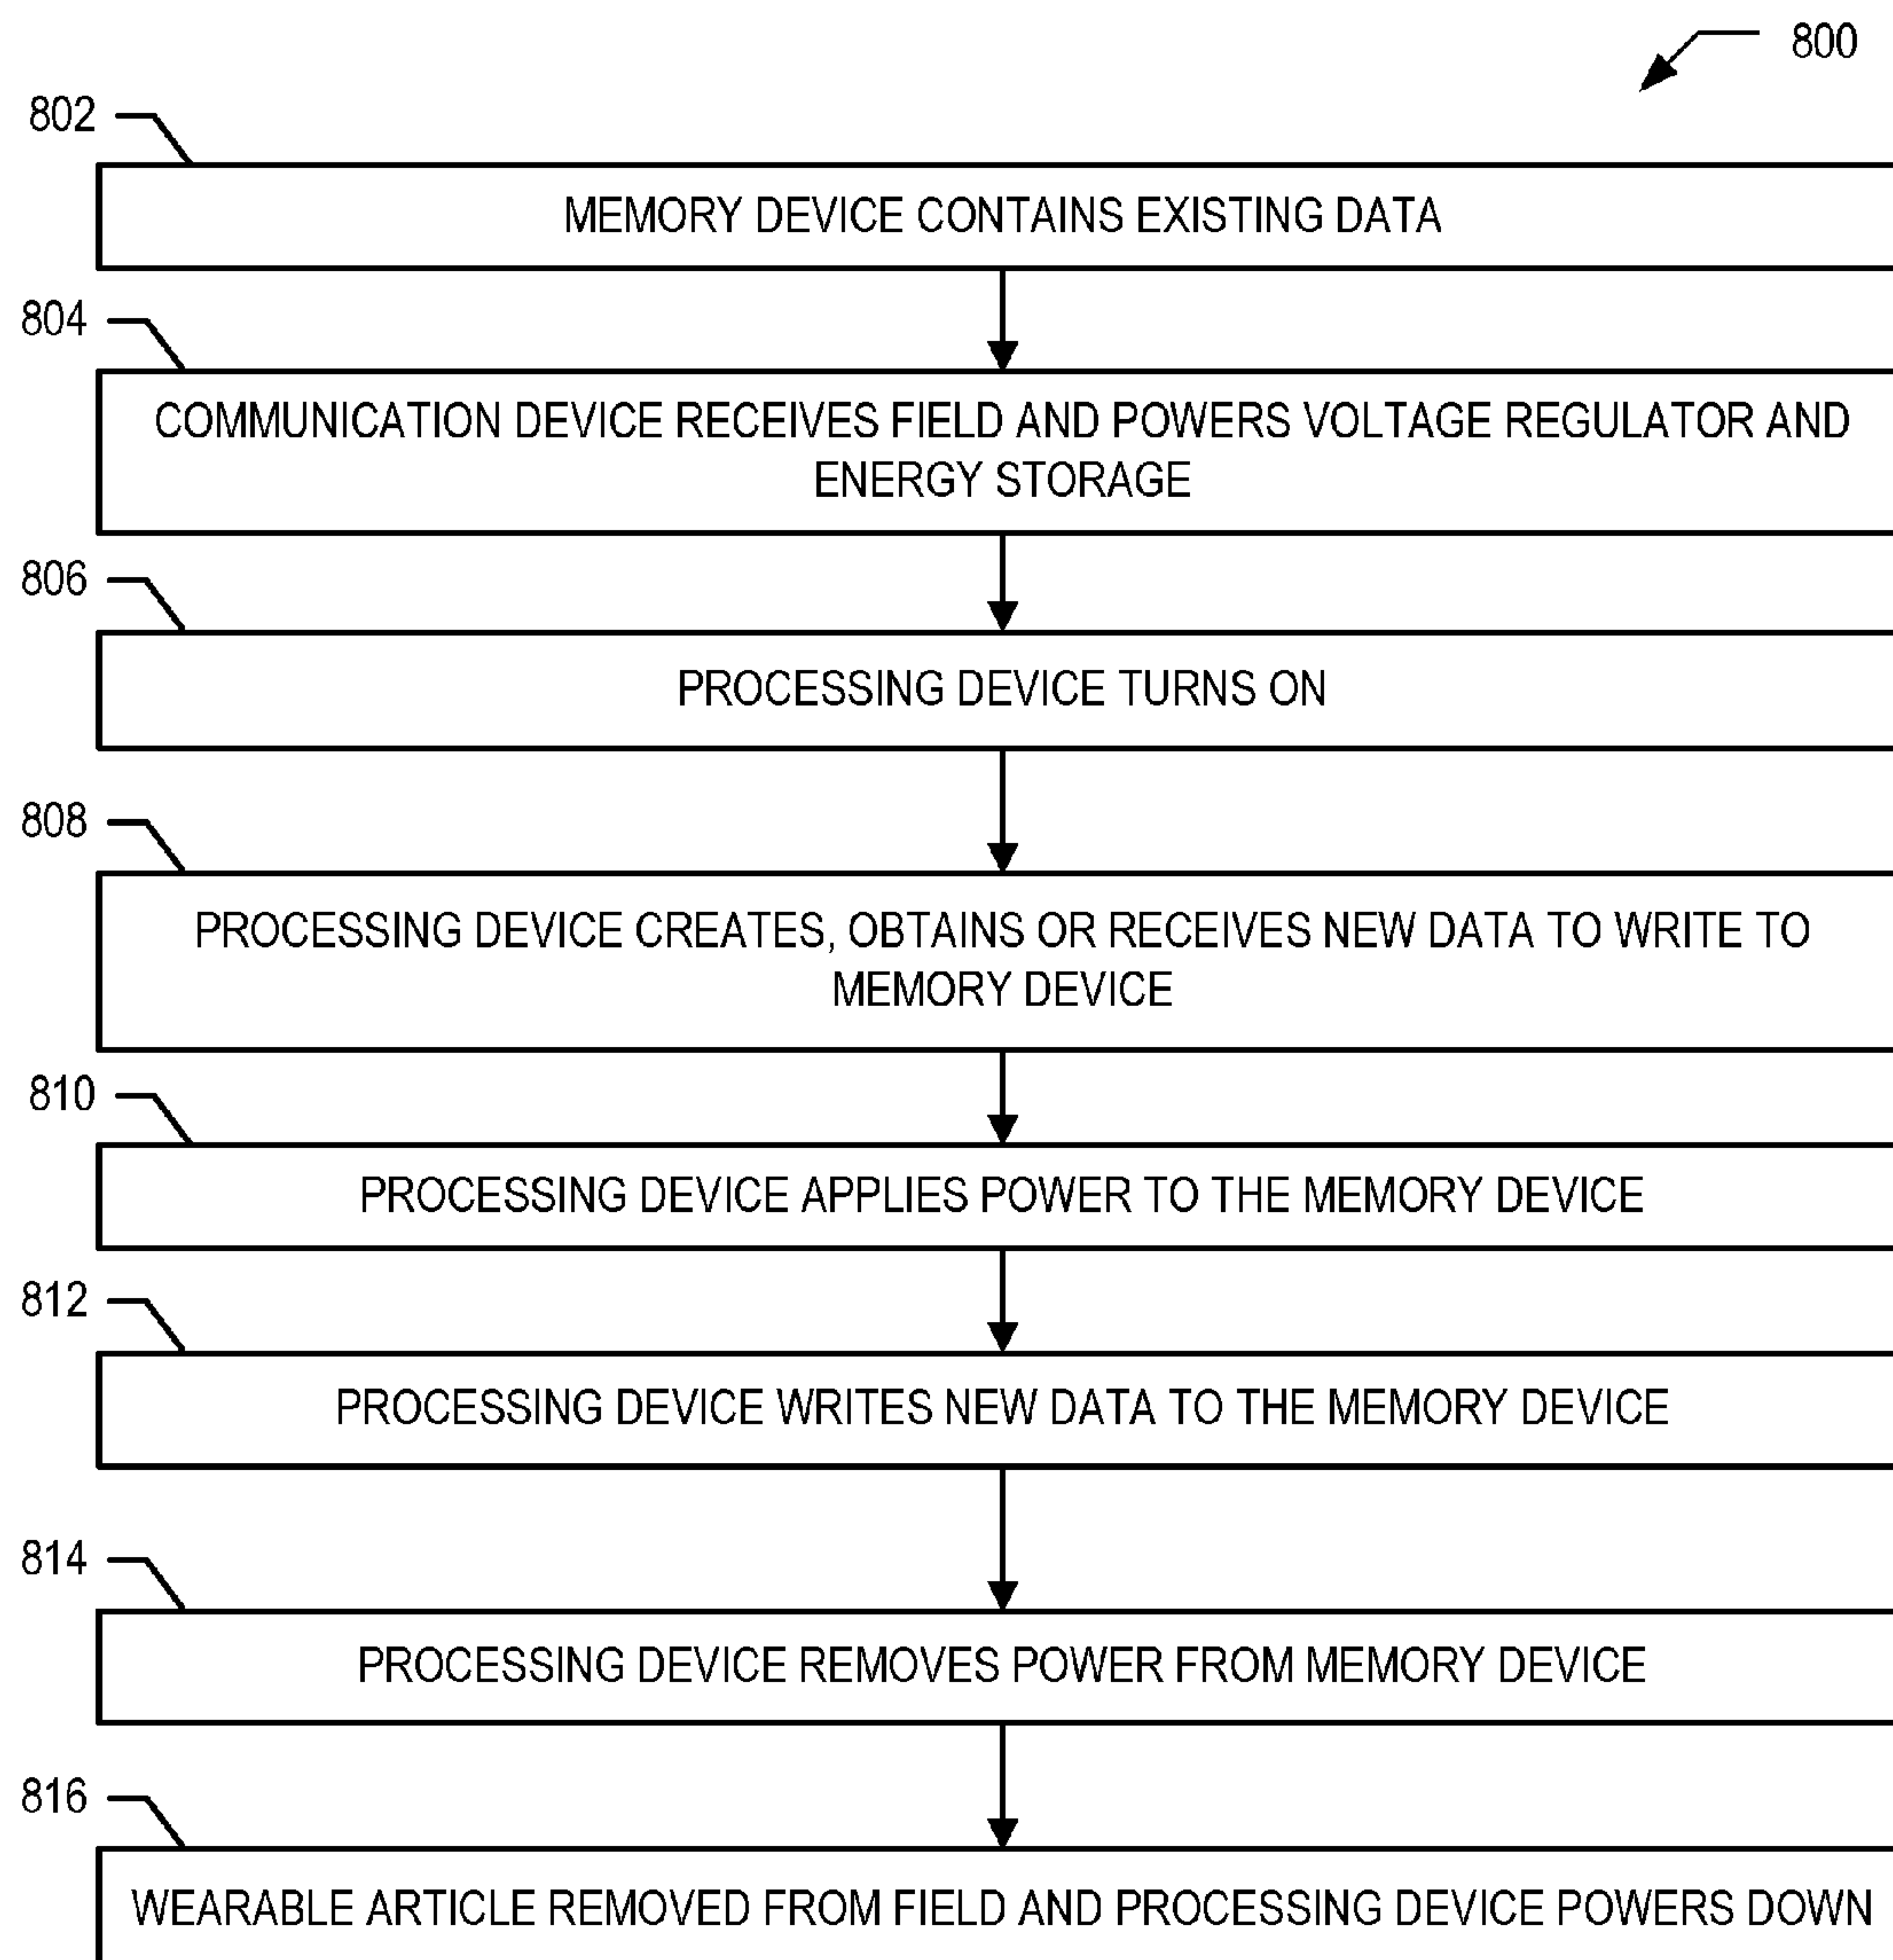 800
802
MEMORY DEVICE CONTAINS EXISTING DATA
804
COMMUNICATION DEVICE RECEIVES FIELD AND POWERS VOLTAGE REGULATOR AND
ENERGY STORAGE
806
PROCESSING DEVICE TURNS ON
808
PROCESSING DEVICE CREATES, OBTAINS OR RECEIVES NEW DATA TO WRITE TO
MEMORY DEVICE
810
PROCESSING DEVICE APPLIES POWER TO THE MEMORY DEVICE
812
PROCESSING DEVICE WRITES NEW DATA TO THE MEMORY DEVICE
814
PROCESSING DEVICE REMOVES POWER FROM MEMORY DEVICE
816
WEARABLE ARTICLE REMOVED FROM FIELD AND PROCESSING DEVICE POWERS DOWN